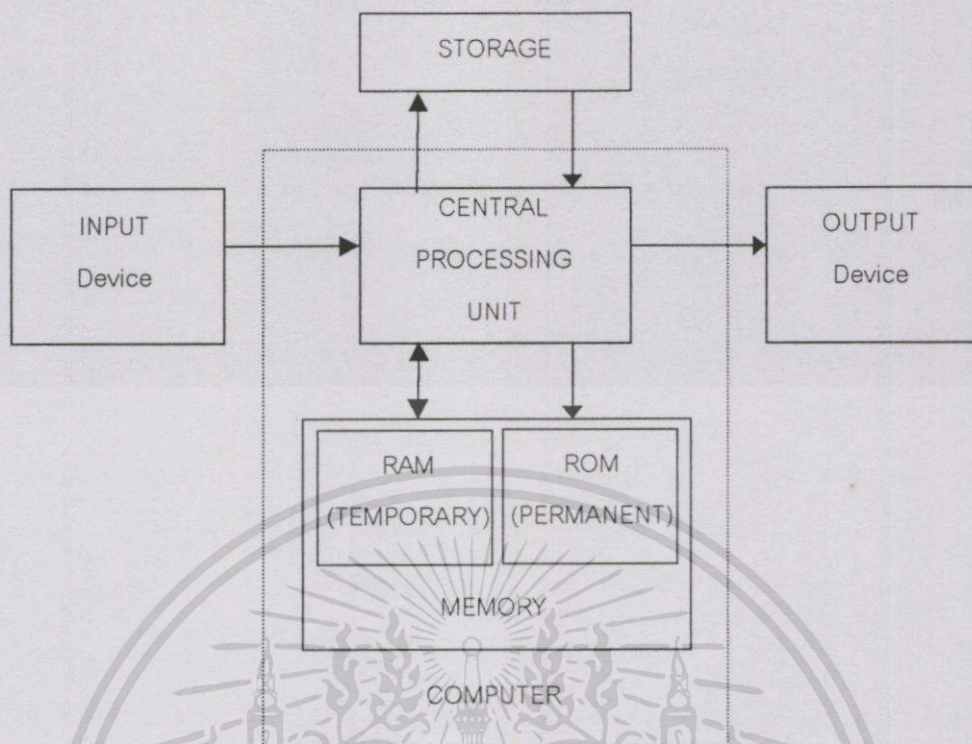 STORAGE
INPUT
Device
CENTRAL
PROCESSING
UNIT
OUTPUT
Device
RAM
(TEMPORARY)
ROM
(PERMANENT)
MEMORY
COMPUTER